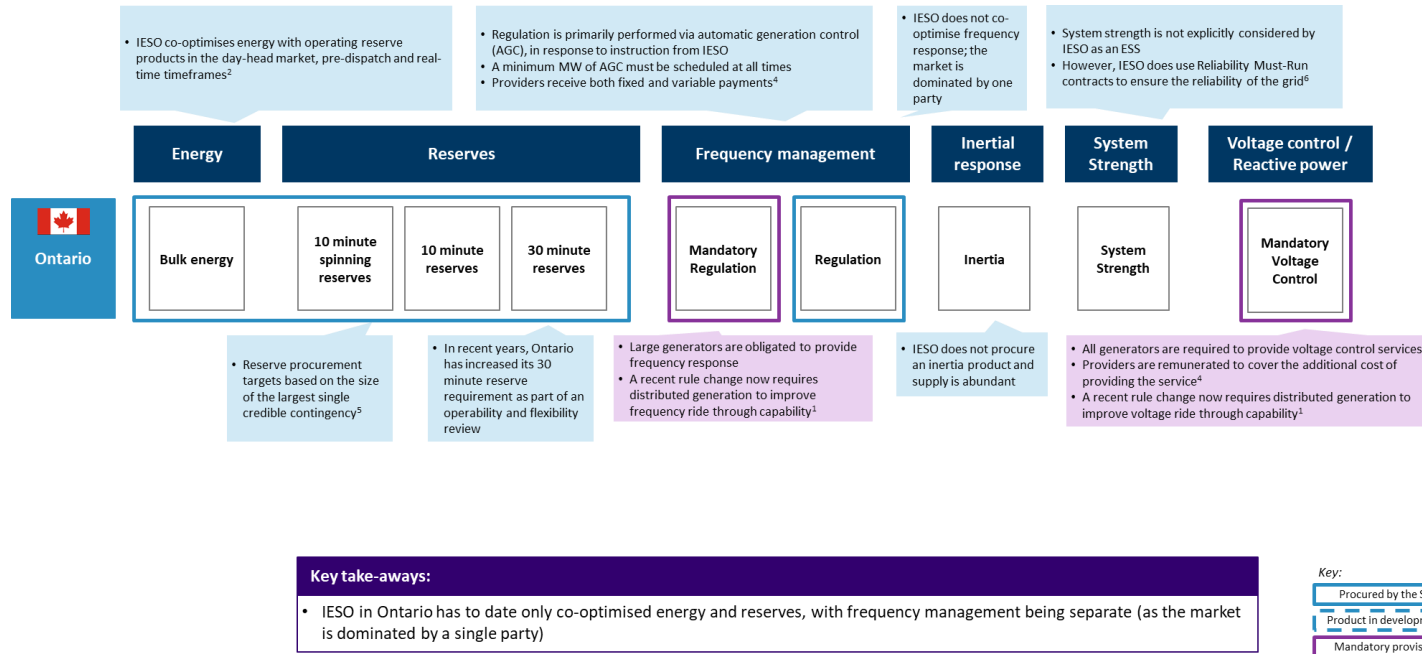 • IESO co-optimises energy with operating reserve
products in the day-head market, pre-dispatch and real-
time timeframes2
• Regulation is primarily performed via automatic generation control
(AGC), in response to instruction from IESO
• A minimum MW of AGC must be scheduled at all times
• Providers receive both fixed and variable payments4
• IESO does not co-
optimise frequency
response; the
market is
dominated by one
party
• System strength is not explicitly considered by
IESO as an ESS
• However, IESO does use Reliability Must-Run
contracts to ensure the reliability of the grid6
Energy
Reserves
Frequency management
Inertial
response
System
Strength
Voltage control /
Reactive power
Ontario
Bulk energy
10 minute
spinning
reserves
10 minute
reserves
30 minute
reserves
Mandatory
Regulation
Regulation
Inertia
System
Strength
Mandatory
Voltage
Control
• Reserve procurement
targets based on the size
of the largest single
credible contingency5
• In recent years, Ontario
has increased its 30
minute reserve
requirement as part of an
operability and flexibility
review
• Large generators are obligated to provide
frequency response
• A recent rule change now requires
distributed generation to improve
frequency ride through capability1
• IESO does not procure
an inertia product and
supply is abundant
• All generators are required to provide voltage control services
• Providers are remunerated to cover the additional cost of
providing the service4
• A recent rule change now requires distributed generation to
improve voltage ride through capability1
Key take-aways:
• IESO in Ontario has to date only co-optimised energy and reserves, with frequency management being separate (as the market
is dominated by a single party)
Key:
Procured by the S
Product in develop
Mandatory provis